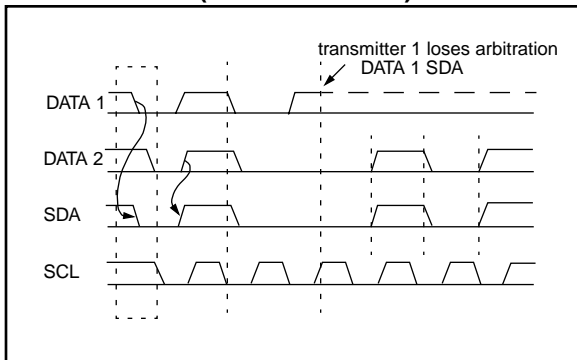 transmitter 1 loses arbitration
DATA 1 SDA
DATA 1
DATA 2
SDA
SCL